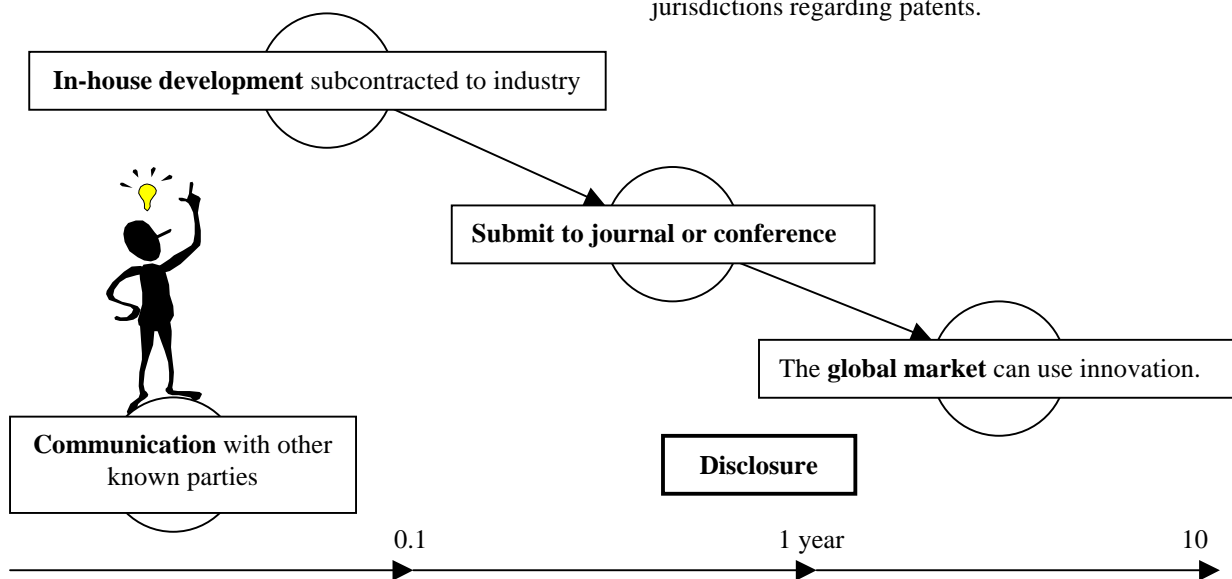 jurisdictions regarding patents.
In-house development subcontracted to industry
Submit to journal or conference
The global market can use innovation.
Communication with other
known parties
Disclosure
0.1
1 year
10